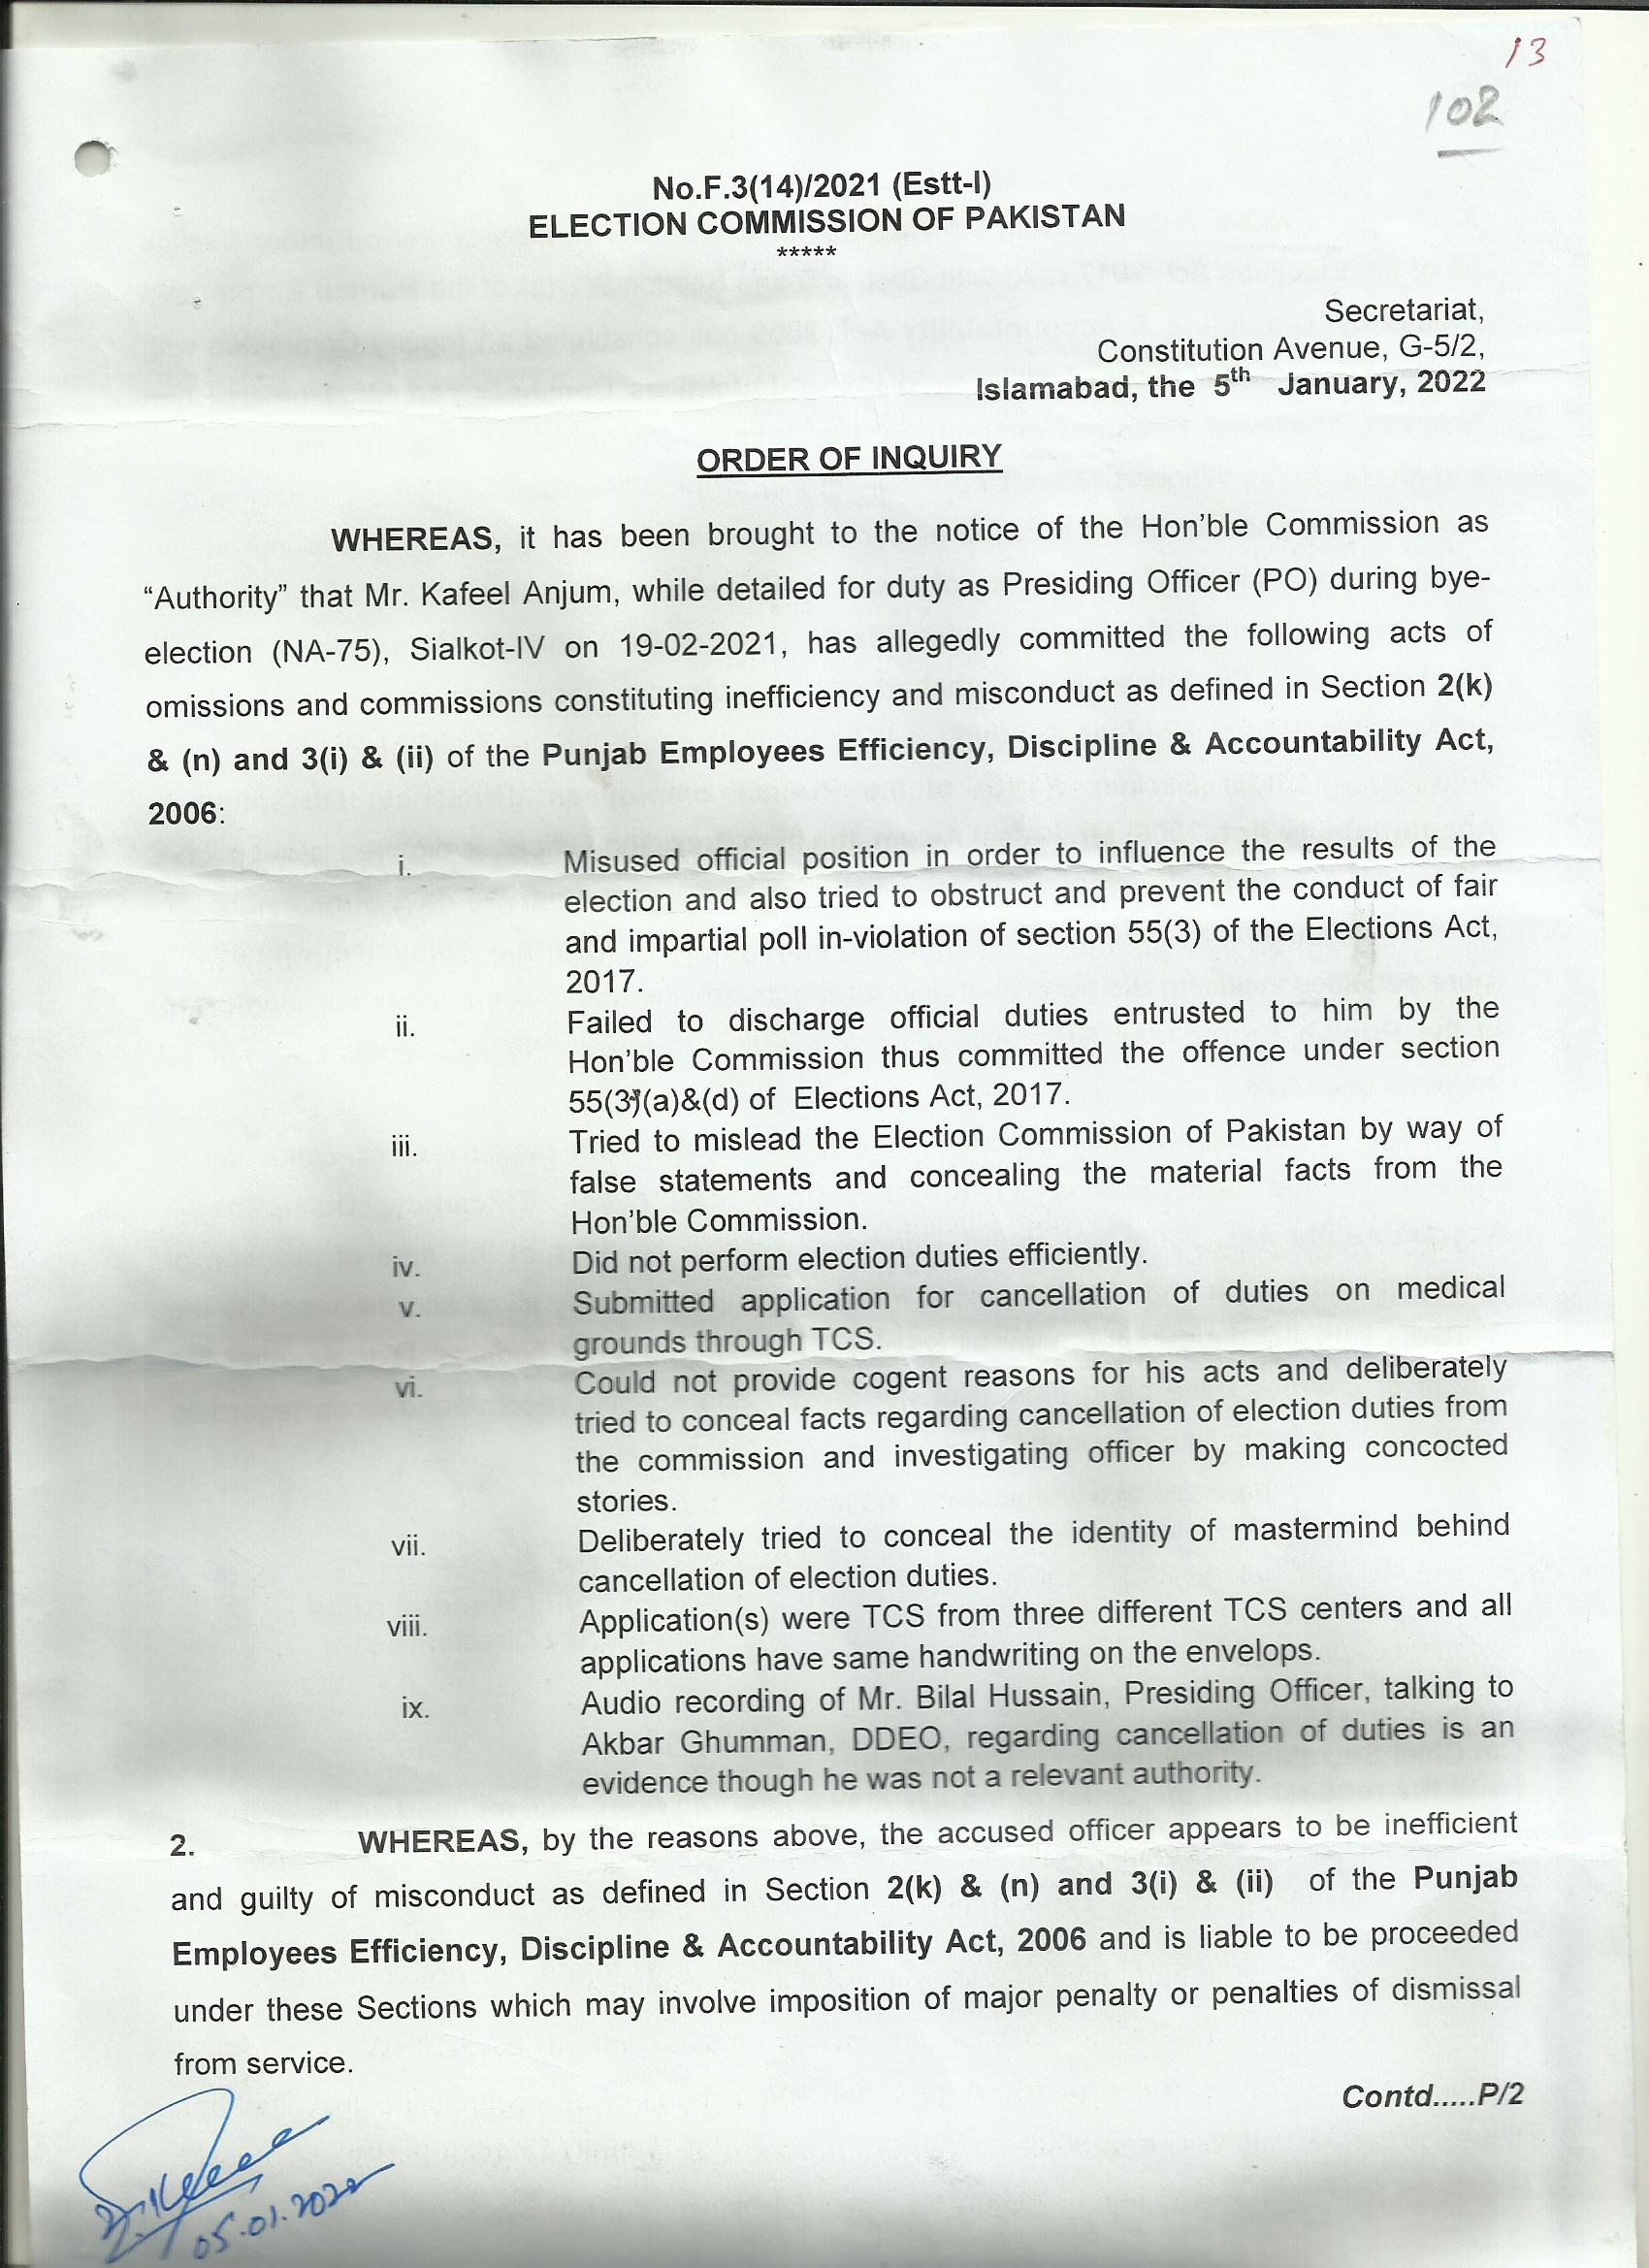 13
102
No.F.3(14)/2021 (Estt-I)
ELECTION COMMISSION OF PAKISTAN
*****
Secretariat,
Constitution Avenue, G-5/2,
Islamabad, the 5th January, 2022
ORDER OF INQUIRY
WHEREAS, it has been brought to the notice of the Hon'ble Commission as
“Authority” that Mr. Kafeel Anjum, while detailed for duty as Presiding Officer (PO) during bye-
election (NA-75), Sialkot-IV on 19-02-2021, has allegedly committed the following acts of
omissions and commissions constituting inefficiency and misconduct as defined in Section 2(k)
& (n) and 3(i) & (ii) of the Punjab Employees Efficiency, Discipline & Accountability Act,
2006:
i. Misused official position in order to influence the results of the
election and also tried to obstruct and prevent the conduct of fair
and impartial poll in-violation of section 55(3) of the Elections Act,
2017.
ii. Failed to discharge official duties entrusted to him by the
Hon'ble Commission thus committed the offence under section
55(3)(a)&(d) of Elections Act, 2017.
iii. Tried to mislead the Election Commission of Pakistan by way of
false statements and concealing the material facts from the
Hon'ble Commission.
iv. Did not perform election duties efficiently.
v. Submitted application for cancellation of duties on medical
grounds through TCS.
vi. Could not provide cogent reasons for his acts and deliberately
tried to conceal facts regarding cancellation of election duties from
the commission and investigating officer by making concocted
stories.
vii. Deliberately tried to conceal the identity of mastermind behind
cancellation of election duties.
viii. Application(s) were TCS from three different TCS centers and all
applications have same handwriting on the envelops.
ix. Audio recording of Mr. Bilal Hussain, Presiding Officer, talking to
Akbar Ghumman, DDEO, regarding cancellation of duties is an
evidence though he was not a relevant authority.
2. WHEREAS, by the reasons above, the accused officer appears to be inefficient
and guilty of misconduct as defined in Section 2(k) & (n) and 3(i) & (ii) of the Punjab
Employees Efficiency, Discipline & Accountability Act, 2006 and is liable to be proceeded
under these Sections which may involve imposition of major penalty or penalties of dismissal
from service.
Contd.....P/2
05.01.2022